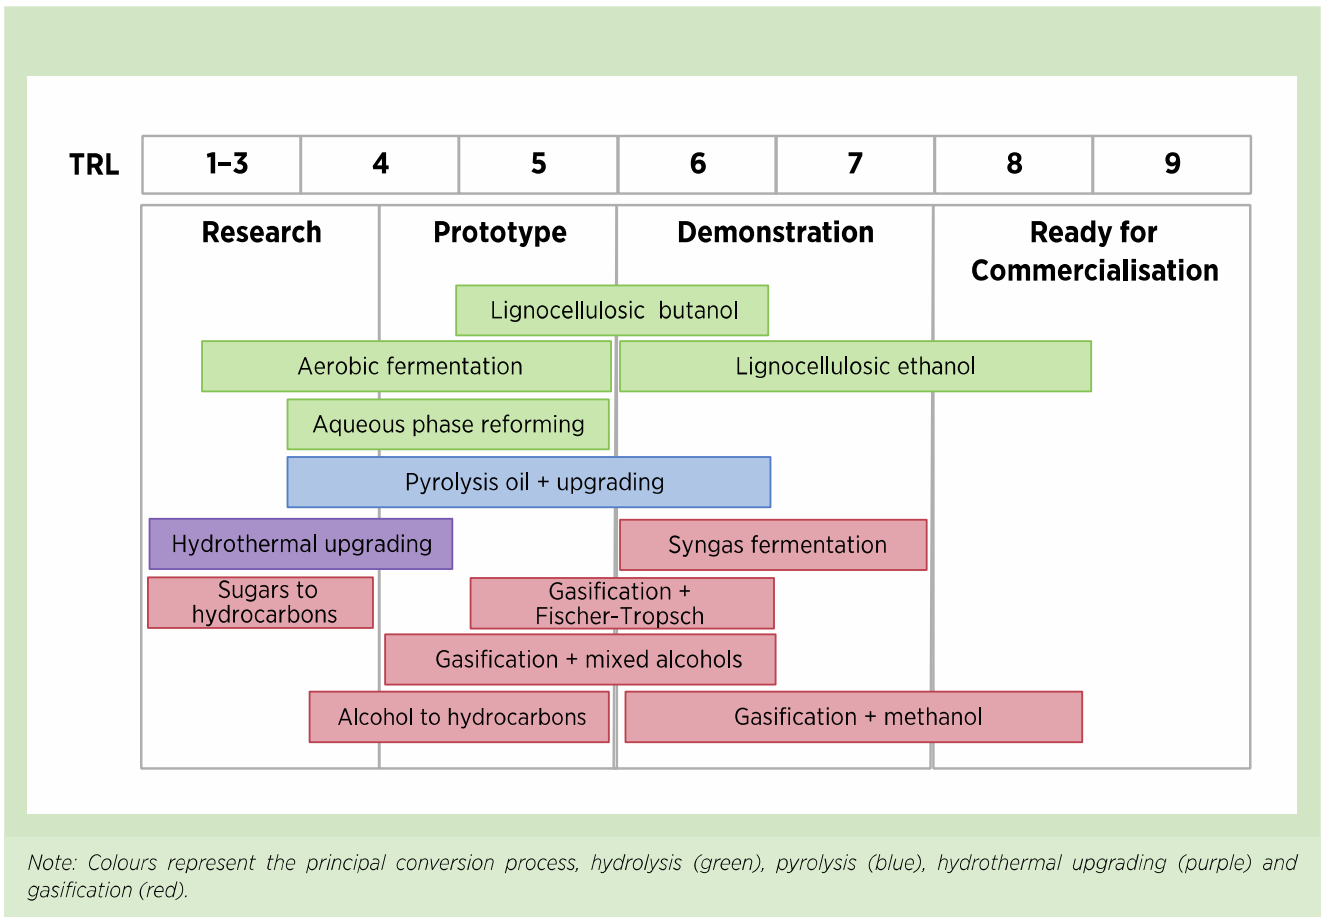 TRL 1–3 4 5 6 7 8 9
Research Prototype Demonstration Ready for
Commercialisation
Lignocellulosic butanol
Aerobic fermentation Lignocellulosic ethanol
Aqueous phase reforming
Pyrolysis oil + upgrading
Hydrothermal upgrading Syngas fermentation
Sugars to
hydrocarbons
Gasification +
Fischer-Tropsch
Gasification + mixed alcohols
Alcohol to hydrocarbons Gasification + methanol
Note: Colours represent the principal conversion process, hydrolysis (green), pyrolysis (blue), hydrothermal upgrading (purple) and
gasification (red).